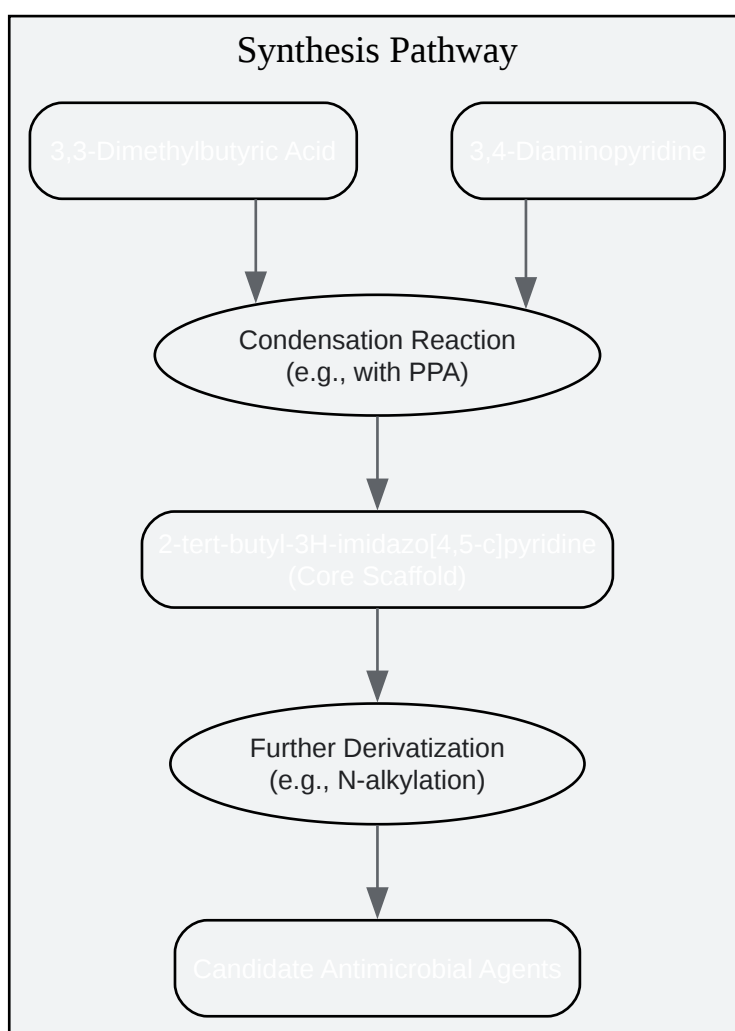 Synthesis Pathway
3,3-Dimethylbutyric Acid
3,4-Diaminopyridine
Condensation Reaction
(e.g., with PPA)
2-tert-butyl-3H-imidazo[4,5-c]pyridine
(Core Scaffold)
Further Derivatization
(e.g., N-alkylation)
Candidate Antimicrobial Agents